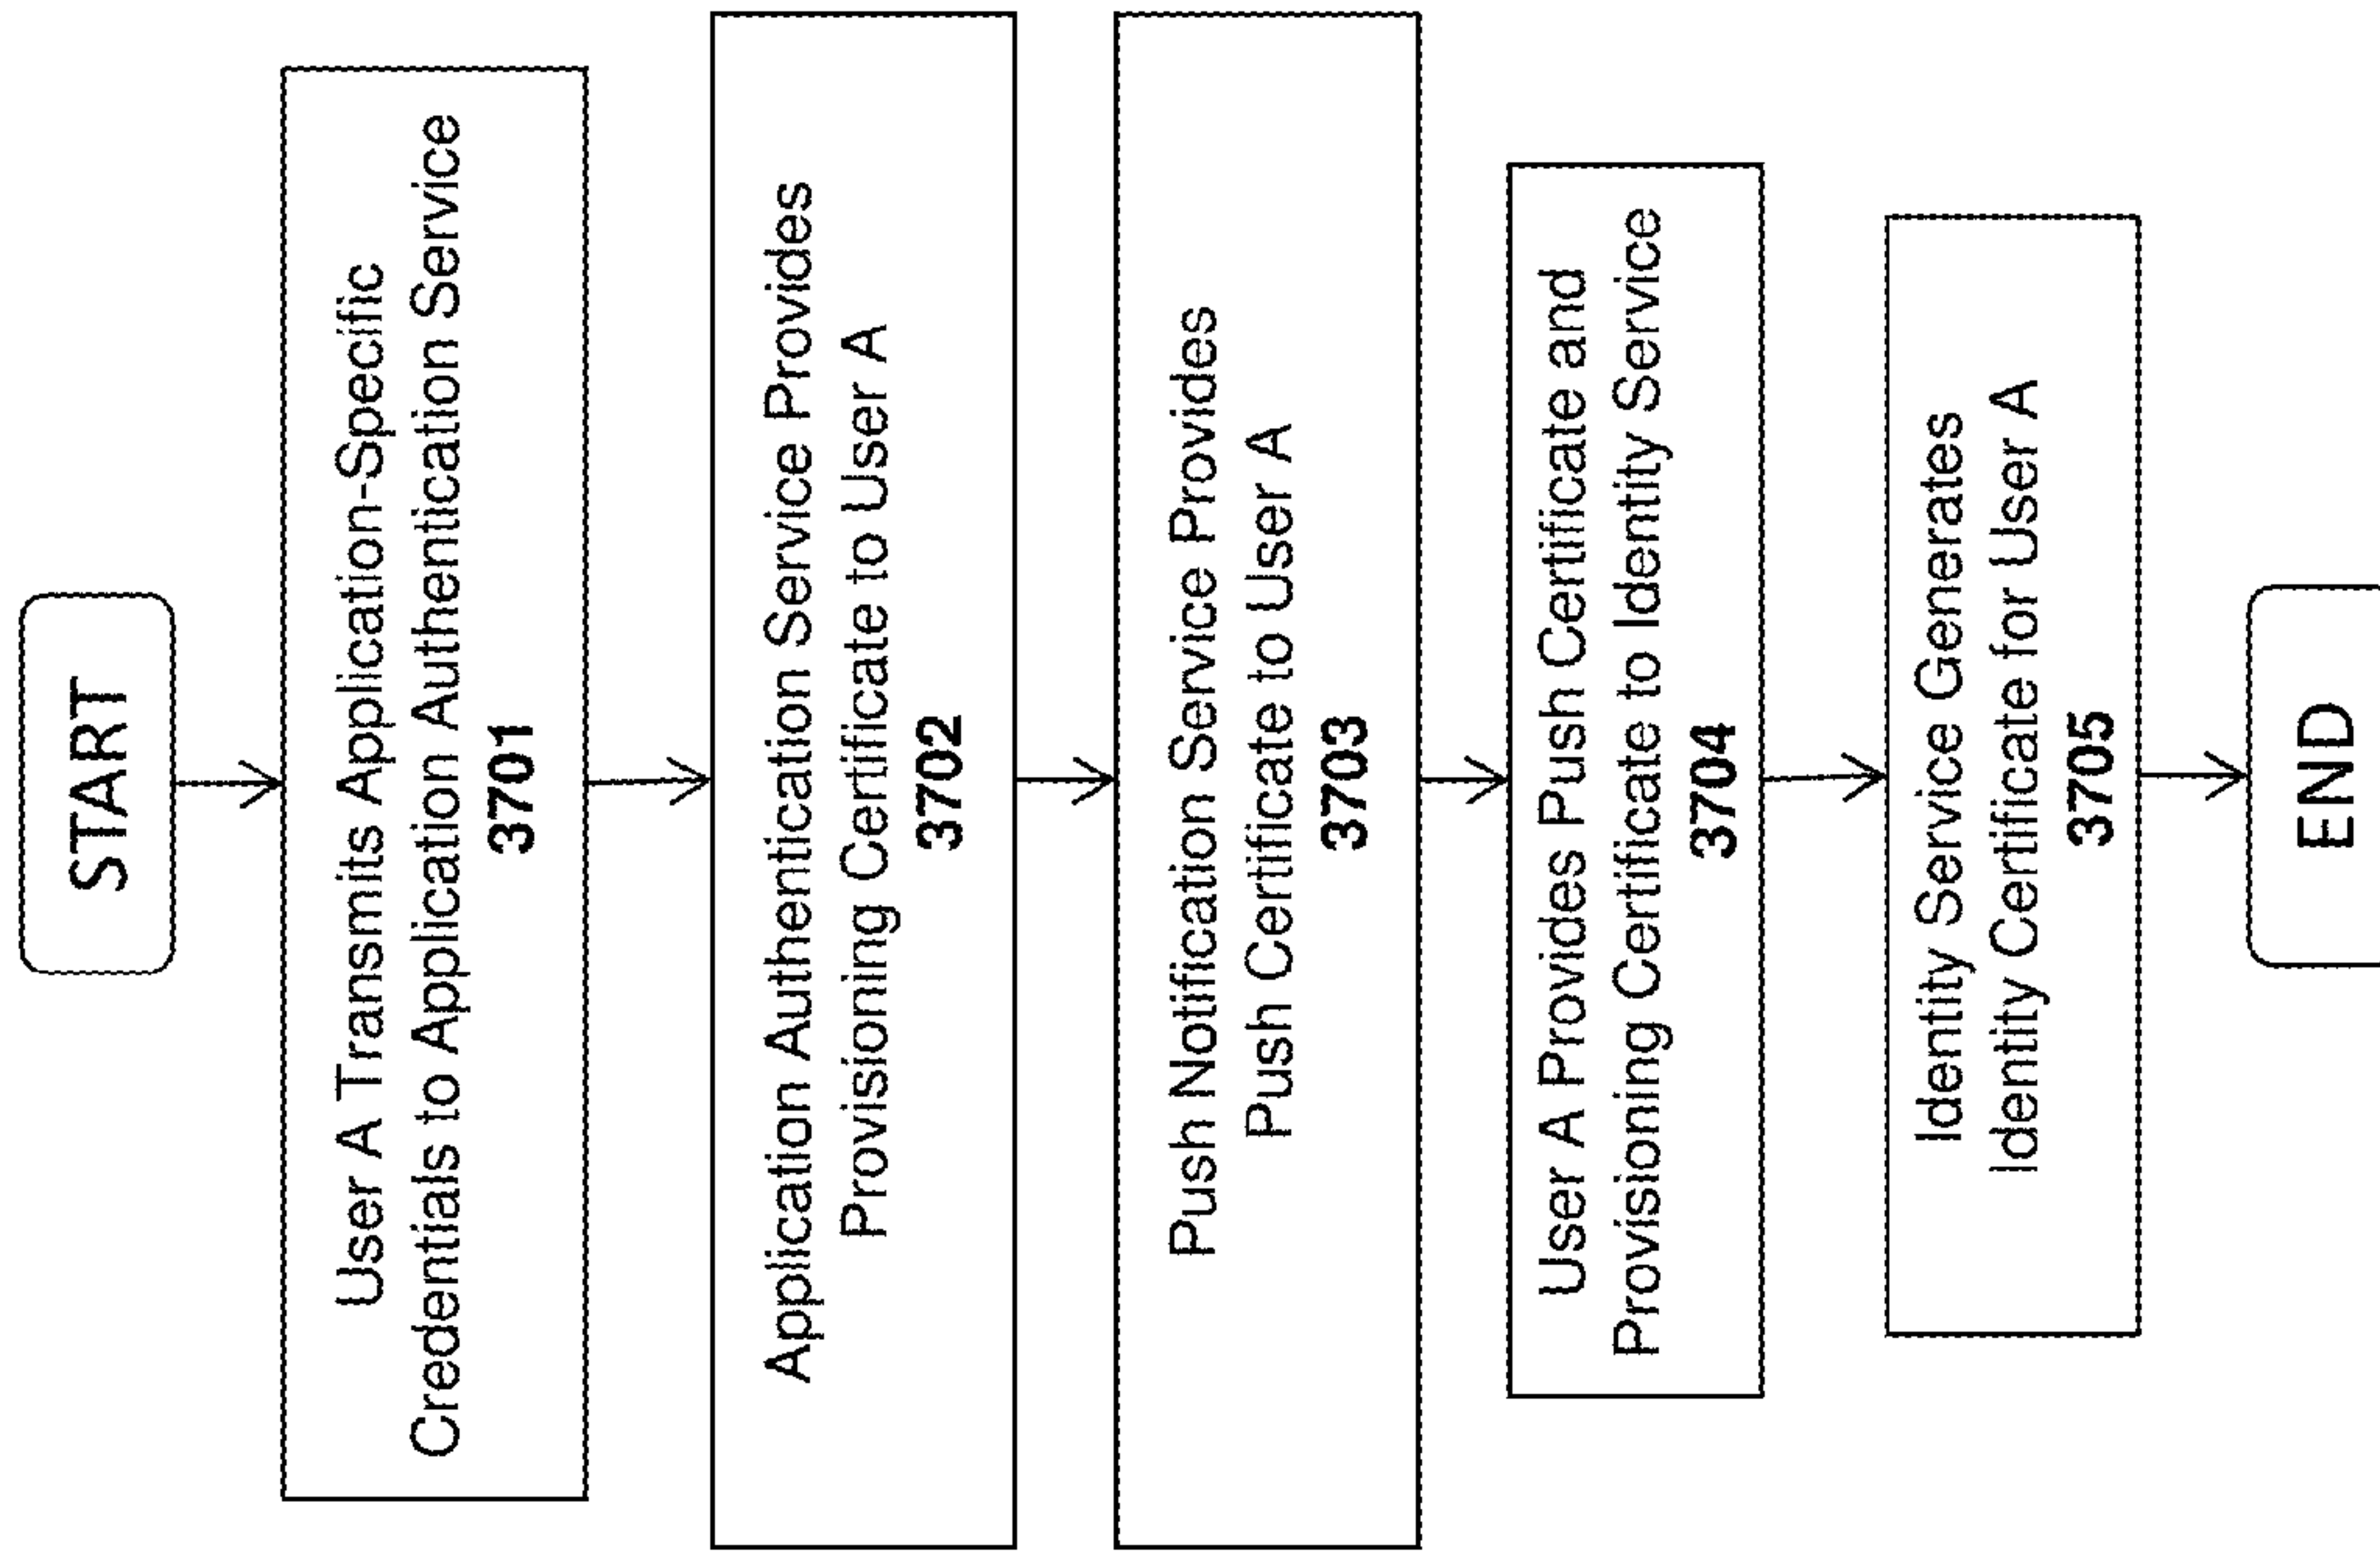 START
User A Transmits Application-Specific
Credentials to Application Authentication Service
3701
Application Authentication Service Provides
Provisioning Certificate to User A
3702
Push Notification Service Provides
Push Certificate to User A
3703
User A Provides Push Certificate and
Provisioning Certificate to Identity Service
3704
Identity Service Generates
Identity Certificate for User A
3705
END